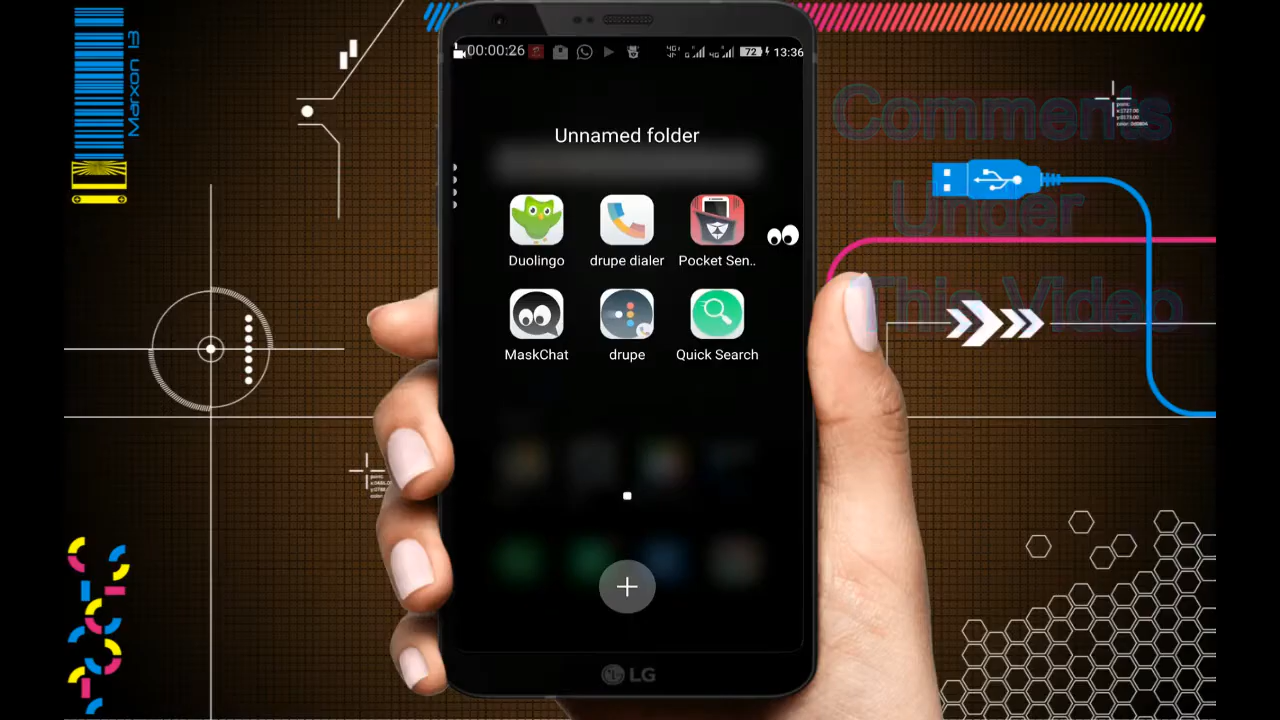 Marxon 13
00:00:26
72
13:36
Unnamed folder
Duolingo
drupe dialer
Pocket Sen..
MaskChat
drupe
Quick Search
LG
Comments
Under
This Video